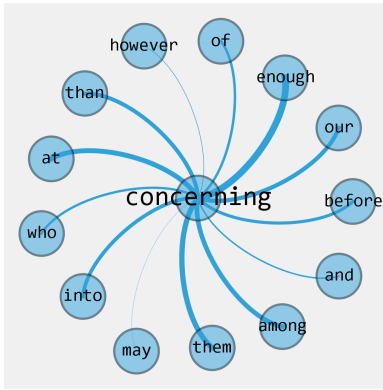 however
of
enough
than
our
at
concerning
before
who
and
into
among
may
them